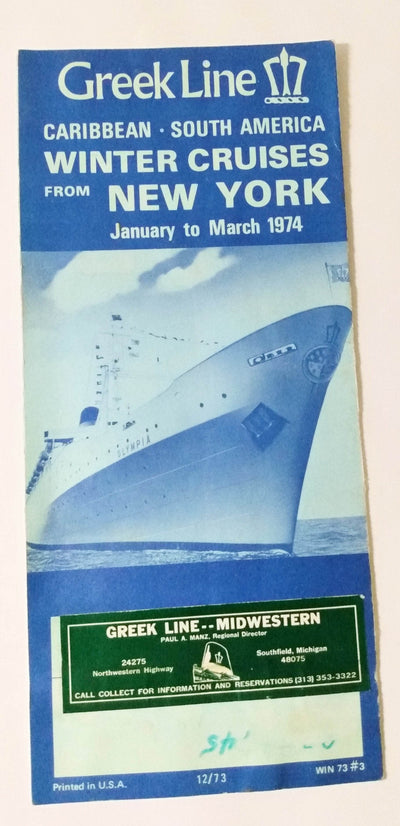 Greek Line
CARIBBEAN · SOUTH AMERICA
WINTER CRUISES
FROM NEW YORK
January to March 1974
OLYMPIA
GREEK LINE--MIDWESTERN
PAUL A. MANZ, Regional Director
24275
Northwestern Highway
Southfield, Michigan
48075
CALL COLLECT FOR INFORMATION AND RESERVATIONS (313) 353-3322
Printed in U.S.A.
12/73
WIN 73 #3